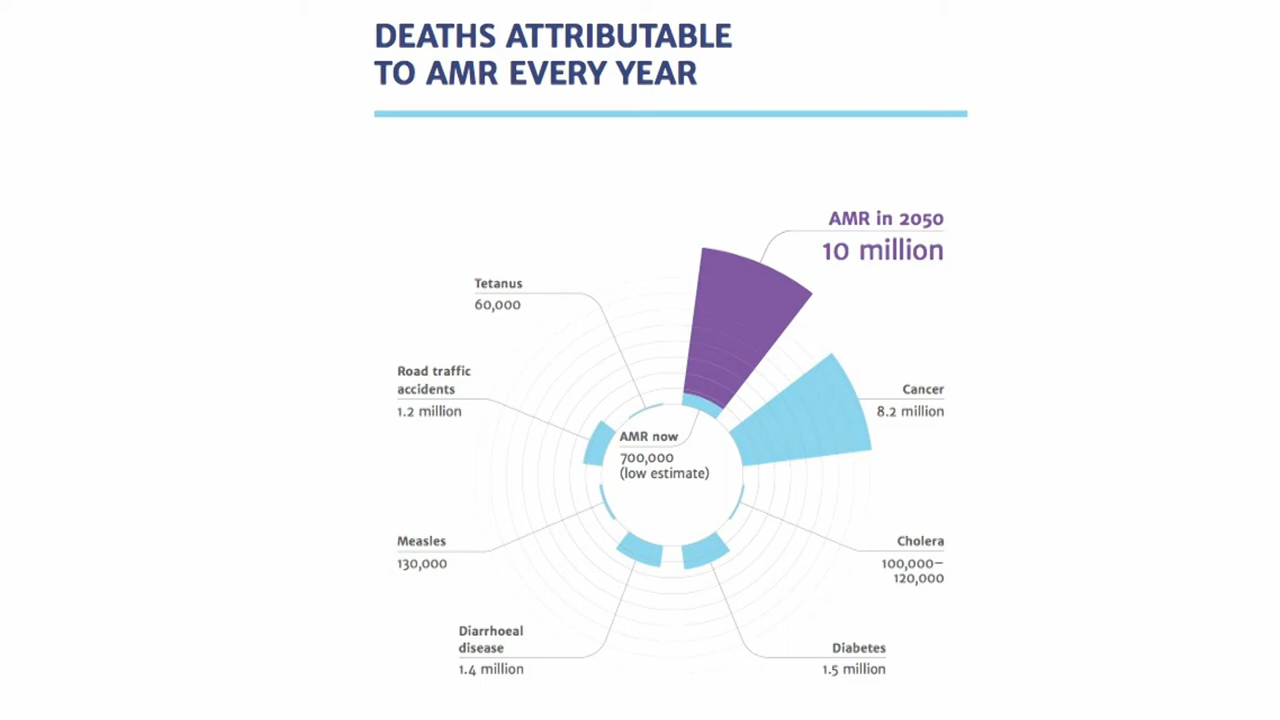 DEATHS ATTRIBUTABLE
TO AMR EVERY YEAR
AMR in 2050
10 million
Tetanus
60,000
Road traffic
accidents
1.2 million
Cancer
8.2 million
AMR now
700,000
(low estimate)
Measles
130,000
Cholera
100,000–
120,000
Diarrhoeal
disease
1.4 million
Diabetes
1.5 million